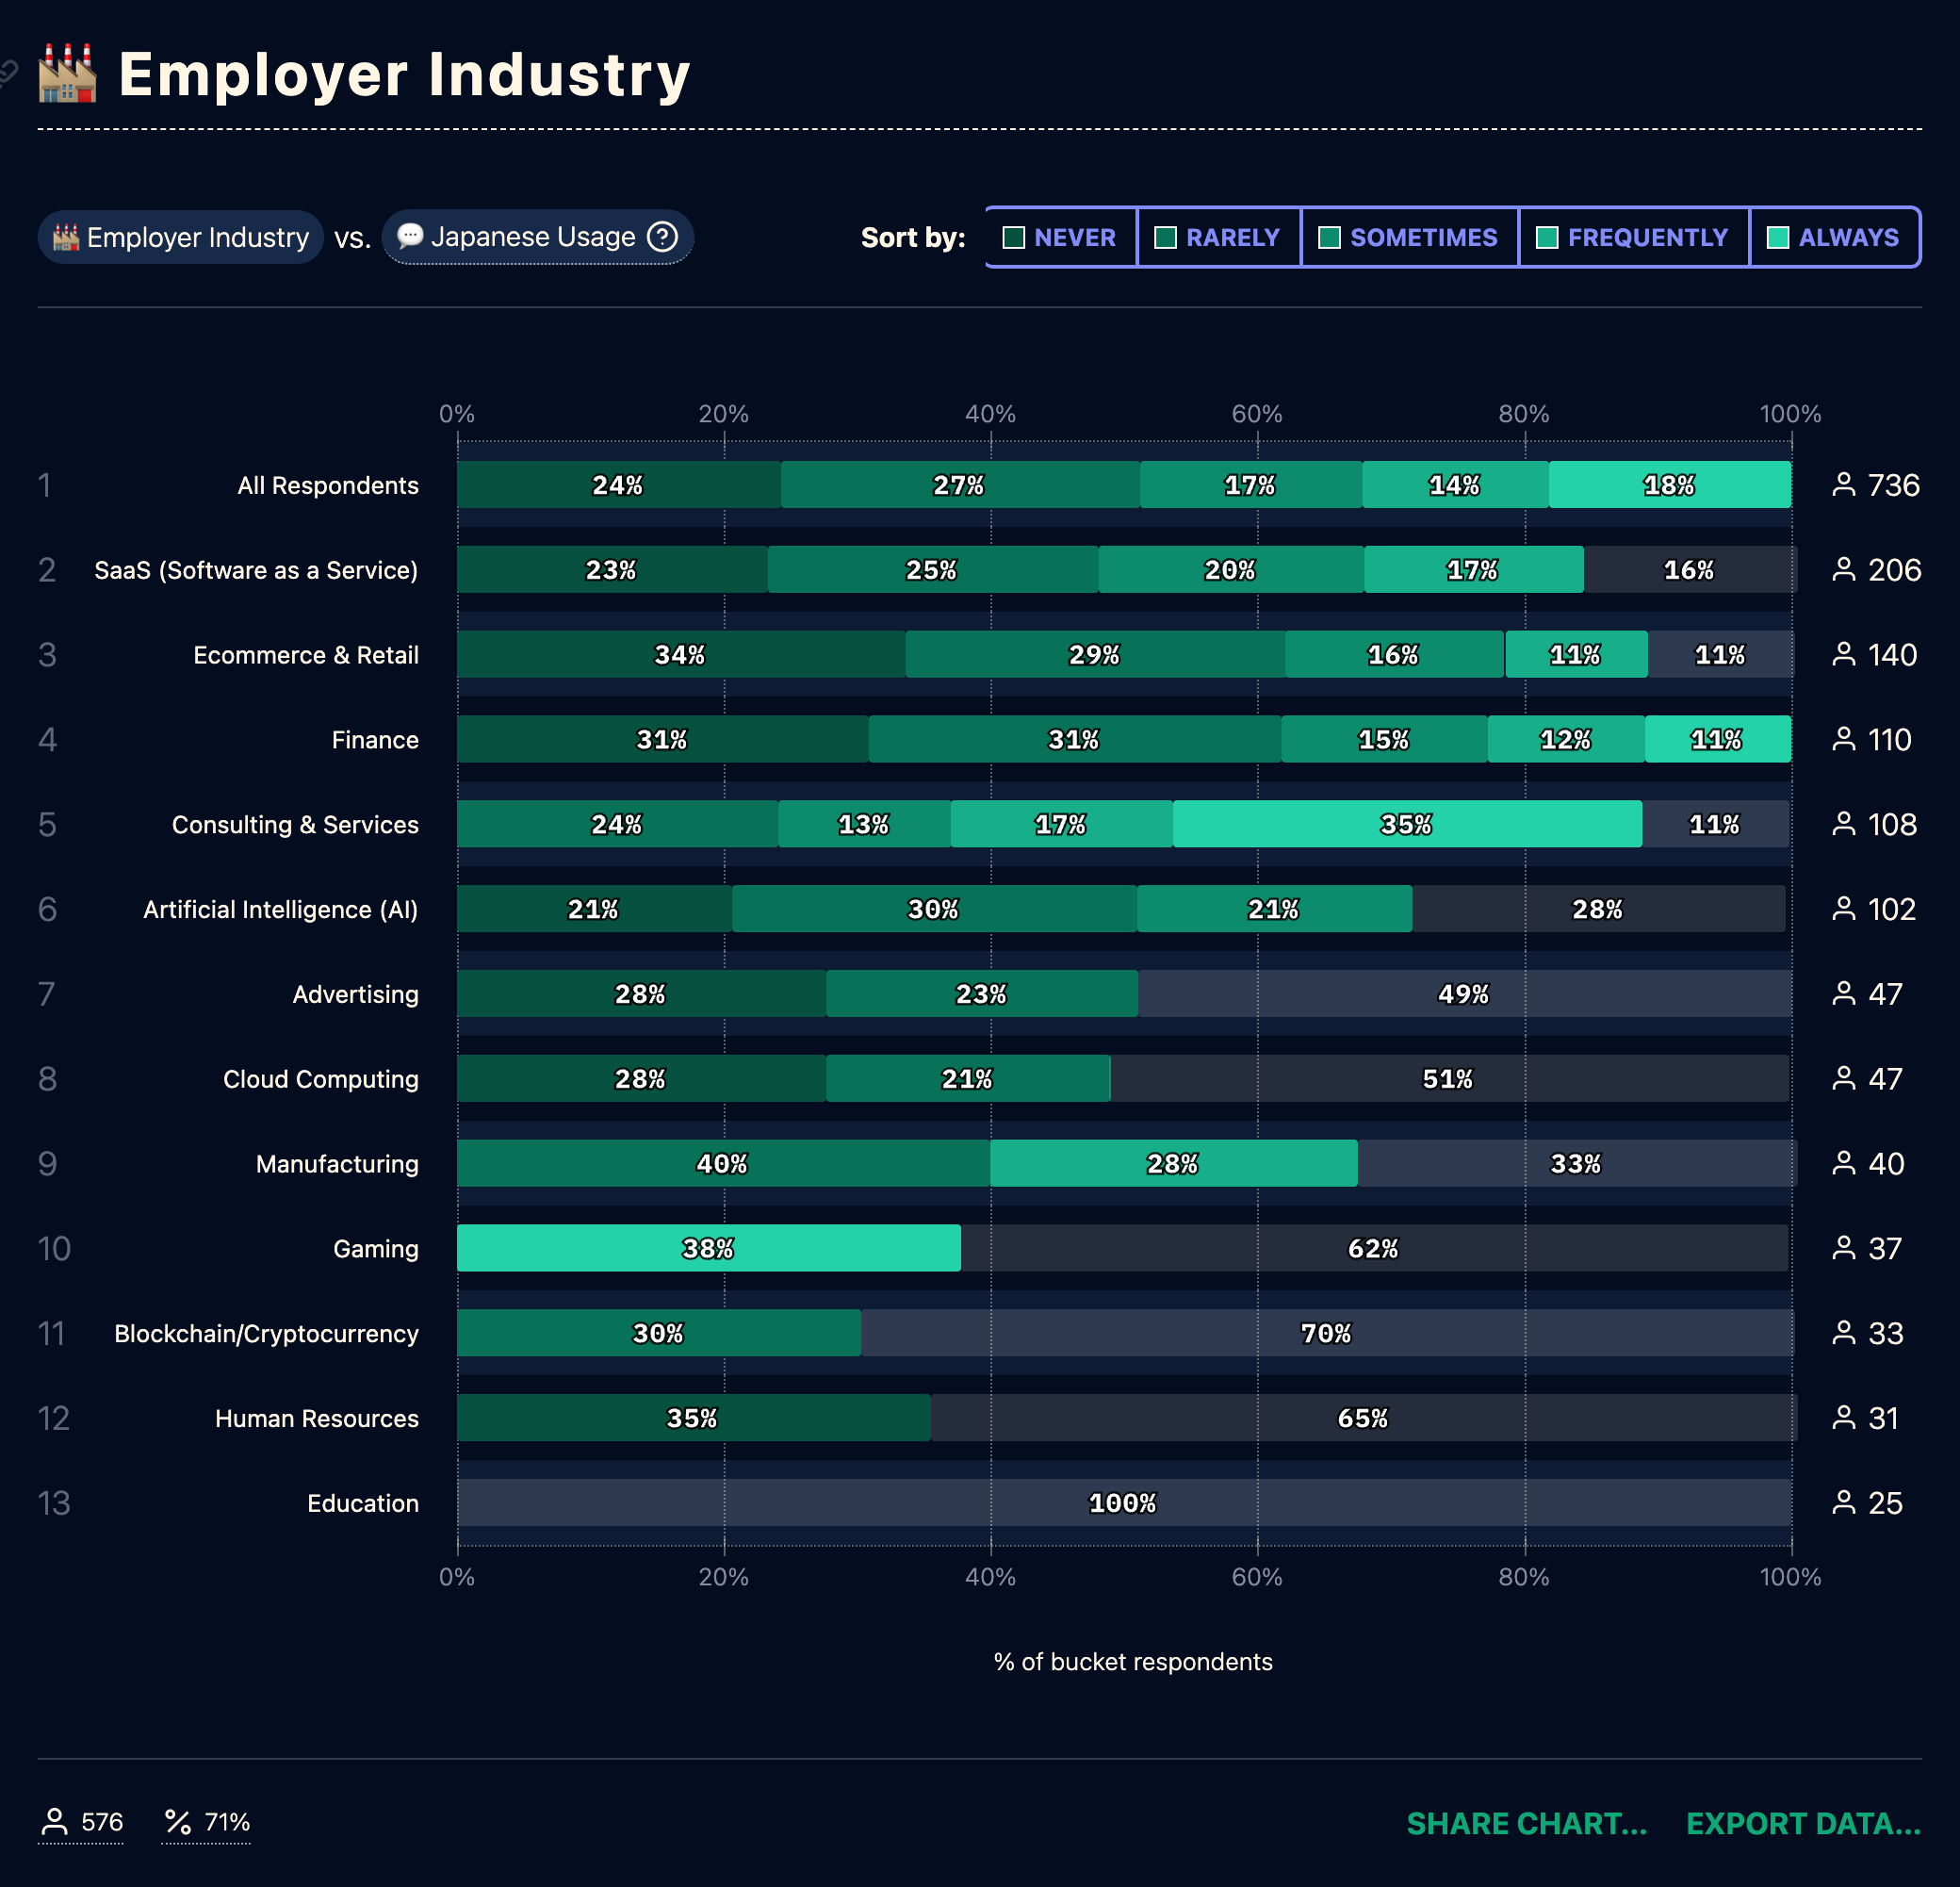 Employer Industry
Employer Industry vs. Japanese Usage ?
Sort by: NEVER RARELY SOMETIMES FREQUENTLY ALWAYS
0% 20% 40% 60% 80% 100%
1 All Respondents 24% 27% 17% 14% 18% 736
2 SaaS (Software as a Service) 23% 25% 20% 17% 16% 206
3 Ecommerce & Retail 34% 29% 16% 11% 11% 140
4 Finance 31% 31% 15% 12% 11% 110
5 Consulting & Services 24% 13% 17% 35% 11% 108
6 Artificial Intelligence (AI) 21% 30% 21% 28% 102
7 Advertising 28% 23% 49% 47
8 Cloud Computing 28% 21% 51% 47
9 Manufacturing 40% 28% 33% 40
10 Gaming 38% 62% 37
11 Blockchain/Cryptocurrency 30% 70% 33
12 Human Resources 35% 65% 31
13 Education 100% 25
0% 20% 40% 60% 80% 100%
% of bucket respondents
576 % 71% SHARE CHART... EXPORT DATA...